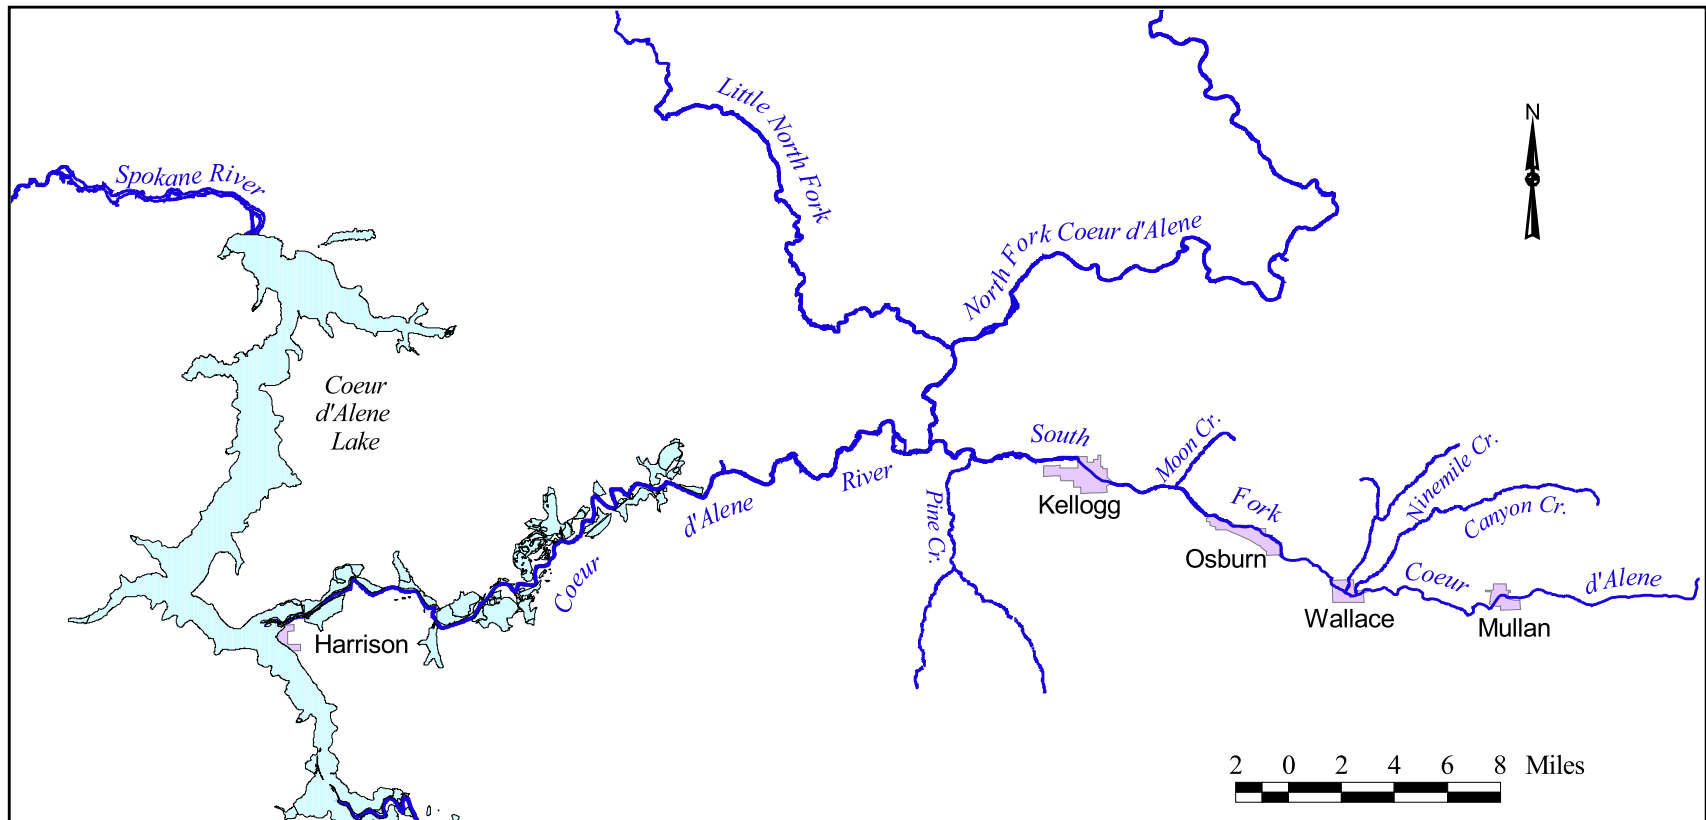 Little North Fork
N
Spokane River
North Fork Coeur d'Alene
Coeur
d'Alene
Lake
South
Moon Cr.
Ninemile Cr.
River
Kellogg
Fork
Canyon Cr.
d'Alene
Pine Cr.
Osburn
Coeur
Coeur
d'Alene
Wallace
Mullan
Harrison
2 0 2 4 6 8 Miles